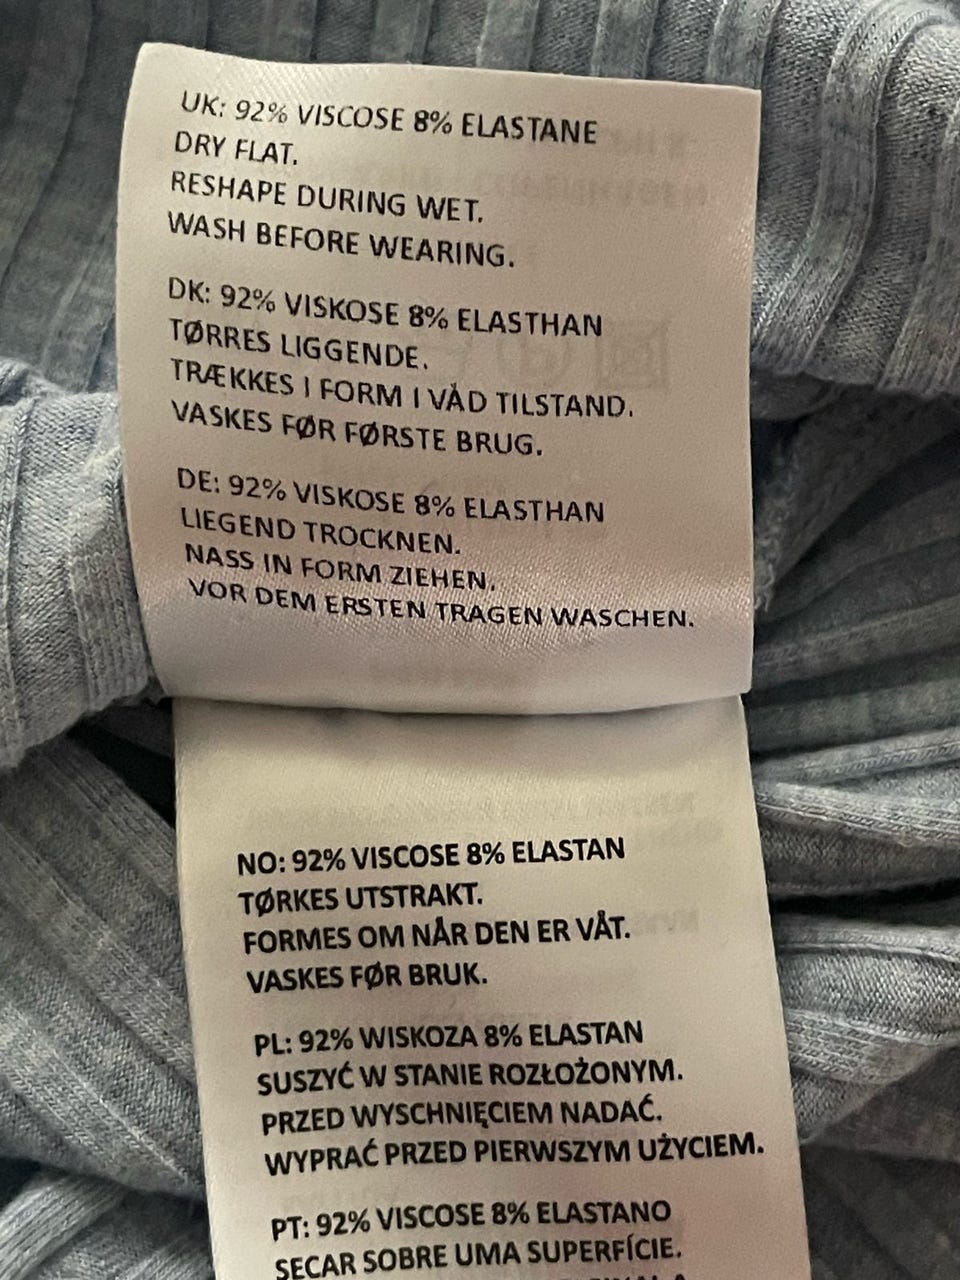 UK: 92% VISCOSE 8% ELASTANE
DRY FLAT.
RESHAPE DURING WET.
WASH BEFORE WEARING.
DK: 92% VISKOSE 8% ELASTHAN
TØRRES LIGGENDE.
TRÆKKES I FORM I VÅD TILSTAND.
VASKES FØR FØRSTE BRUG.
DE: 92% VISKOSE 8% ELASTHAN
LIEGEND TROCKNEN.
NASS IN FORM ZIEHEN.
VOR DEM ERSTEN TRAGEN WASCHEN.
NO: 92% VISCOSE 8% ELASTAN
TØRKES UTSTRAKT.
FORMES OM NÅR DEN ER VÅT.
VASKES FØR BRUK.
PL: 92% WISKOZA 8% ELASTAN
SUSZYĆ W STANIE ROZŁOŻONYM.
PRZED WYSCHNIĘCIEM NADAĆ.
WYPRAĆ PRZED PIERWSZYM UŻYCIEM.
PT: 92% VISCOSE 8% ELASTANO
SECAR SOBRE UMA SUPERFÍCIE.